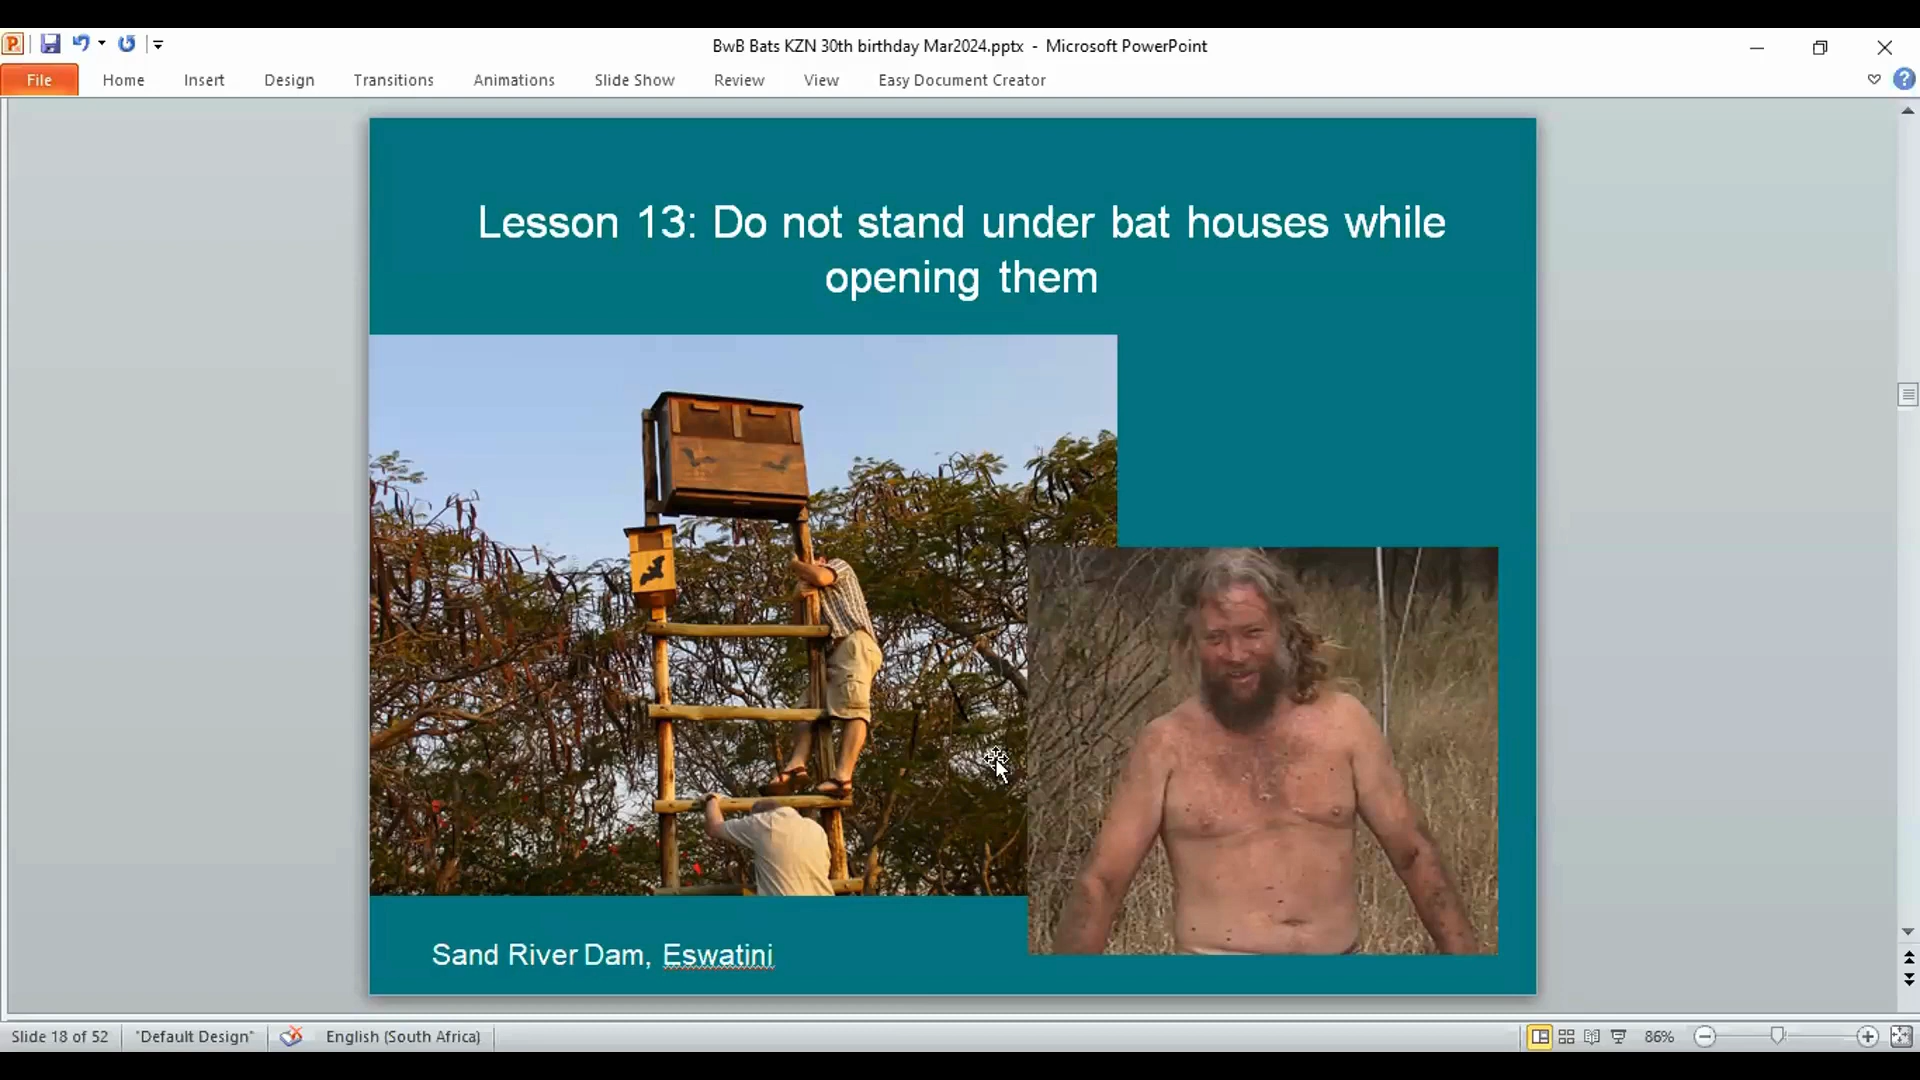 BwB Bats KZN 30th birthday Mar2024.pptx - Microsoft PowerPoint
File Home Insert Design Transitions Animations Slide Show Review View Easy Document Creator
Lesson 13: Do not stand under bat houses while
opening them
Sand River Dam, Eswatini
Slide 18 of 52 "Default Design" English (South Africa) 86%